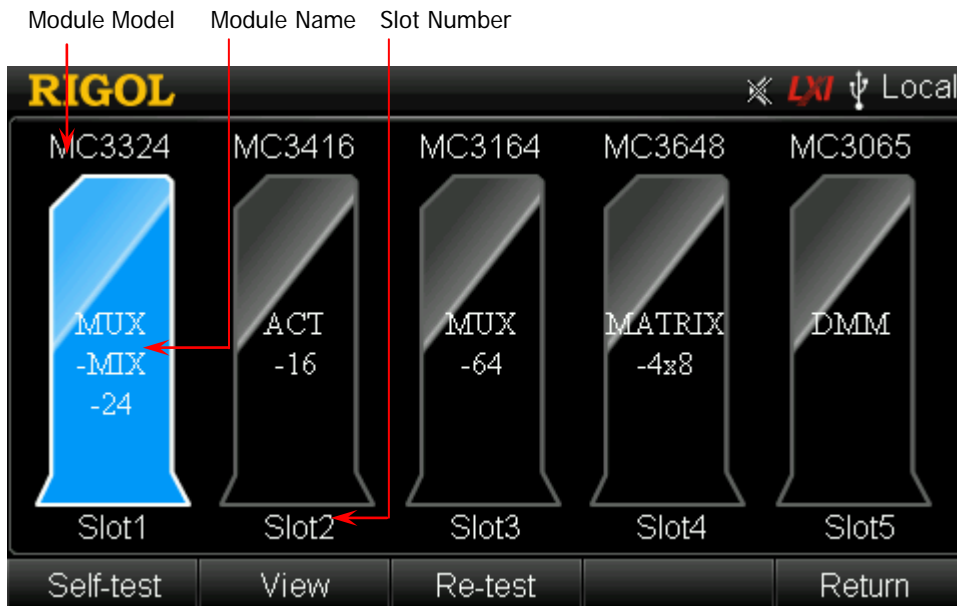 Module Model Module Name Slot Number
RIGOL LXI Local
MC3324 MC3416 MC3164 MC3648 MC3065
MUX ACT MUX MATRIX DMM
-MIX -16 -64 -4x8
-24
Slot1 Slot2 Slot3 Slot4 Slot5
Self-test View Re-test Return